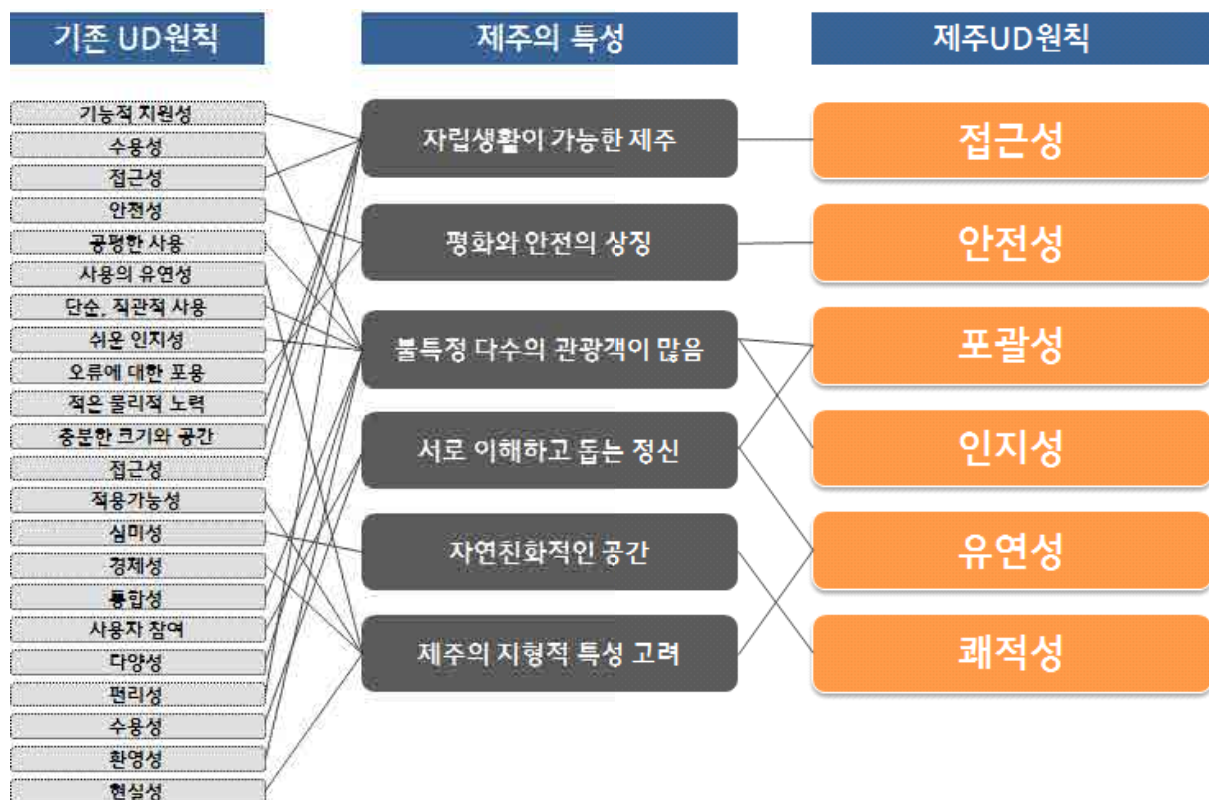 기존 UD원칙
제주의 특성
제주UD원칙
기능적 지원성
수용성
접근성
안전성
공평한 사용
사용의 유연성
단순, 직관적 사용
쉬운 인지성
오류에 대한 포용
적은 물리적 노력
충분한 크기와 공간
접근성
적용가능성
심미성
경제성
통합성
사용자 참여
다양성
편리성
수용성
환영성
현실성
자립생활이 가능한 제주
평화와 안전의 상징
불특정 다수의 관광객이 많음
서로 이해하고 돕는 정신
자연친화적인 공간
제주의 지형적 특성 고려
접근성
안전성
포괄성
인지성
유연성
쾌적성